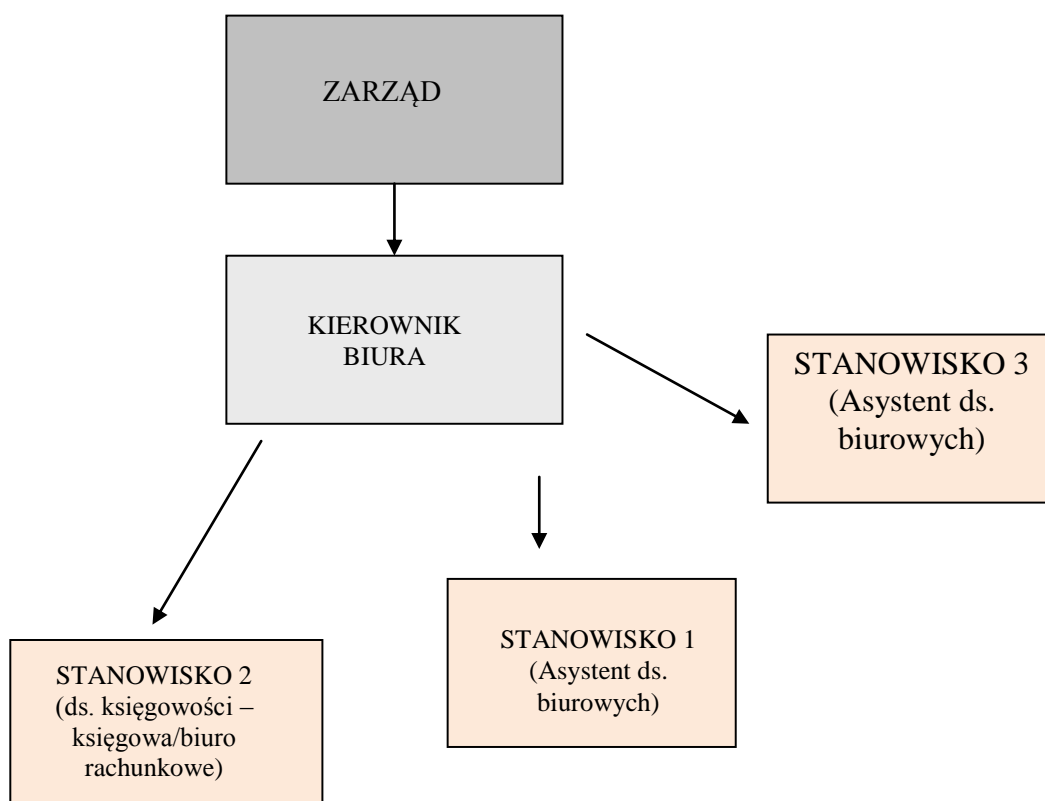 ZARZĄD
KIEROWNIK
BIURA
STANOWISKO 3
(Asystent ds.
biurowych)
STANOWISKO 1
(Asystent ds.
biurowych)
STANOWISKO 2
(ds. księgowości –
księgowa/biuro
rachunkowe)